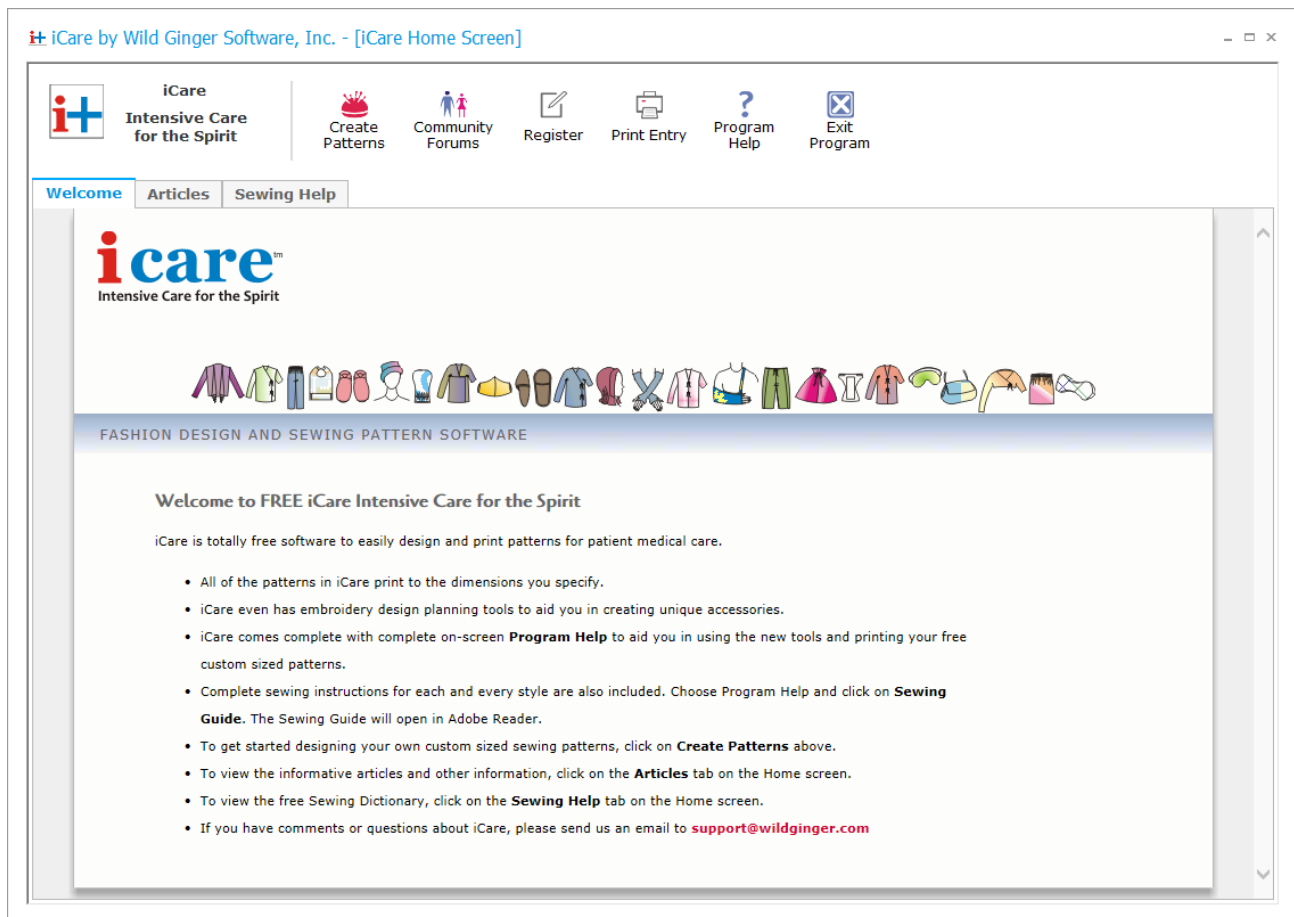 i+ iCare by Wild Ginger Software, Inc. - [iCare Home Screen]
i+
iCare
Intensive Care
for the Spirit
Create
Patterns
Community
Forums
Register
Print Entry
?
Program
Help
Exit
Program
Welcome
Articles
Sewing Help
icare™
Intensive Care for the Spirit
FASHION DESIGN AND SEWING PATTERN SOFTWARE
Welcome to FREE iCare Intensive Care for the Spirit
iCare is totally free software to easily design and print patterns for patient medical care.
• All of the patterns in iCare print to the dimensions you specify.
• iCare even has embroidery design planning tools to aid you in creating unique accessories.
• iCare comes complete with complete on-screen Program Help to aid you in using the new tools and printing your free
custom sized patterns.
• Complete sewing instructions for each and every style are also included. Choose Program Help and click on Sewing
Guide. The Sewing Guide will open in Adobe Reader.
• To get started designing your own custom sized sewing patterns, click on Create Patterns above.
• To view the informative articles and other information, click on the Articles tab on the Home screen.
• To view the free Sewing Dictionary, click on the Sewing Help tab on the Home screen.
• If you have comments or questions about iCare, please send us an email to support@wildginger.com